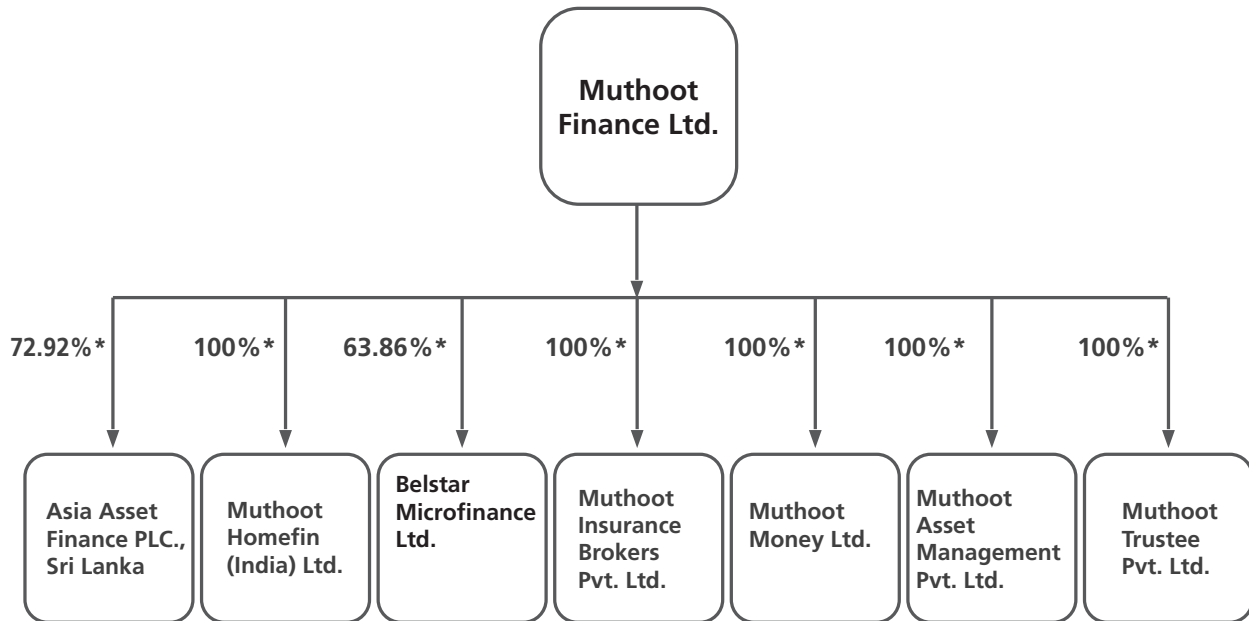 Muthoot
Finance Ltd.
72.92%*
100%*
63.86%*
100%*
100%*
100%*
100%*
Asia Asset
Finance PLC.,
Sri Lanka
Muthoot
Homefin
(India) Ltd.
Belstar
Microfinance
Ltd.
Muthoot
Insurance
Brokers
Pvt. Ltd.
Muthoot
Money Ltd.
Muthoot
Asset
Management
Pvt. Ltd.
Muthoot
Trustee
Pvt. Ltd.